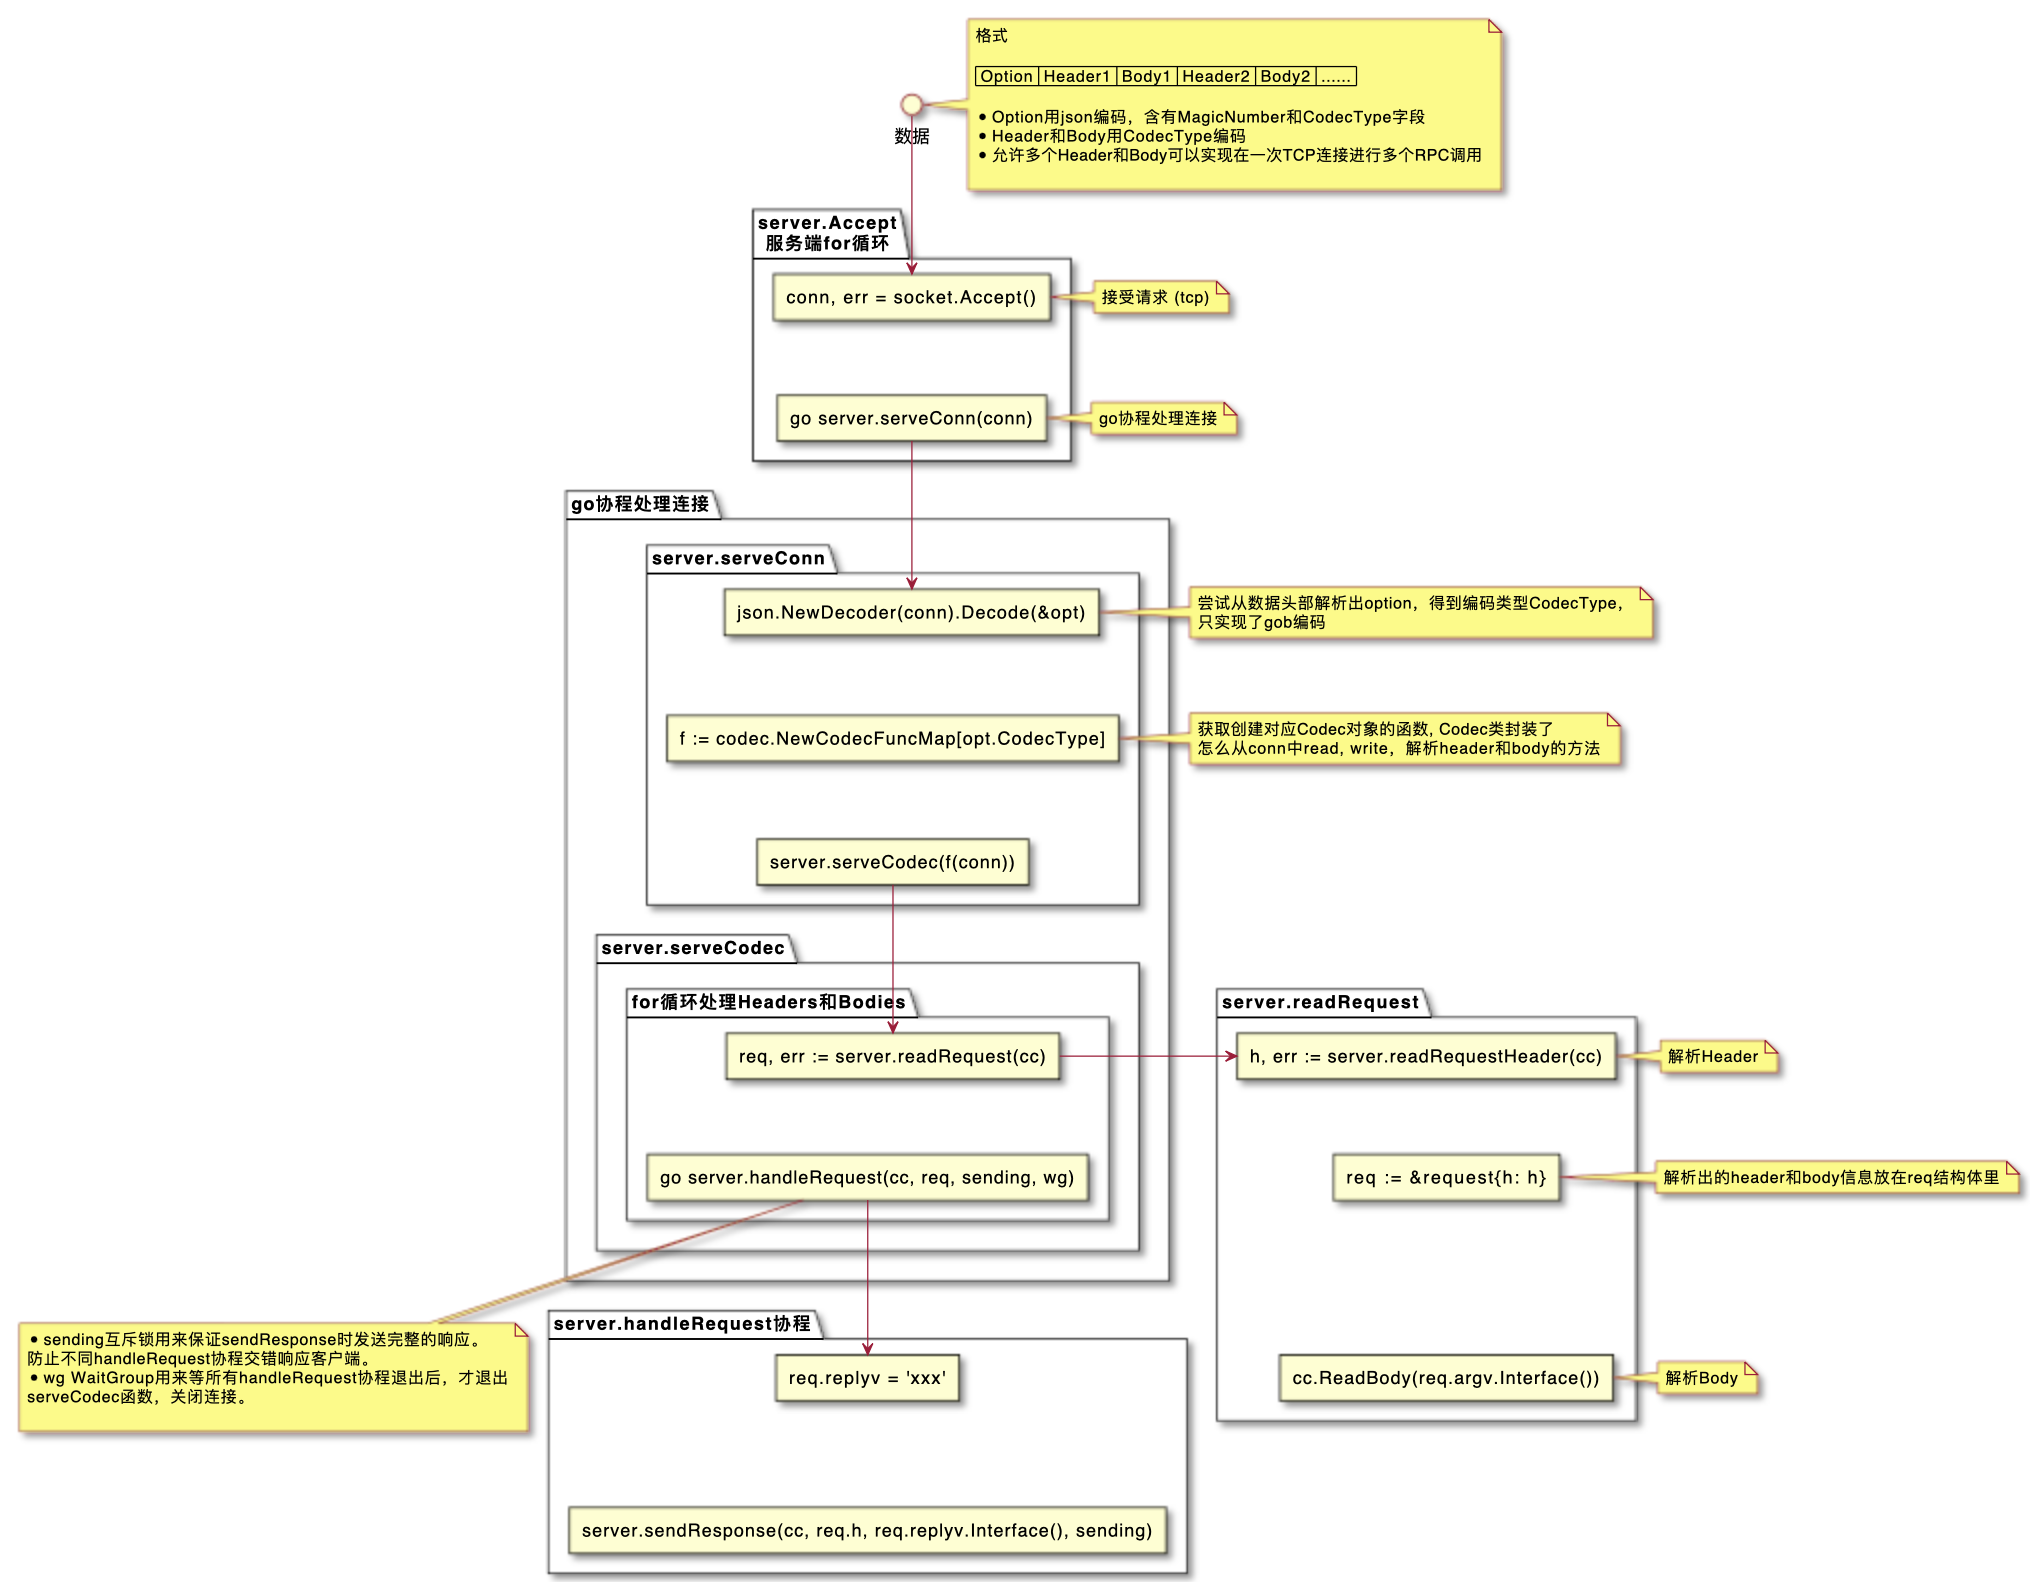 格式
Option Header1 Body1 Header2 Body2 ......
● Option用json编码，含有MagicNumber和CodecType字段
● Header和Body用CodecType编码
● 允许多个Header和Body可以实现在一次TCP连接进行多个RPC调用
数据
server.Accept
服务端for循环
conn, err = socket.Accept()
接受请求 (tcp)
go server.serveConn(conn)
go协程处理连接
go协程处理连接
server.serveConn
json.NewDecoder(conn).Decode(&opt)
尝试从数据头部解析出option，得到编码类型CodecType，
只实现了gob编码
f := codec.NewCodecFuncMap[opt.CodecType]
获取创建对应Codec对象的函数, Codec类封装了
怎么从conn中read, write，解析header和body的方法
server.serveCodec(f(conn))
server.serveCodec
for循环处理Headers和Bodies
req, err := server.readRequest(cc)
server.readRequest
h, err := server.readRequestHeader(cc)
解析Header
go server.handleRequest(cc, req, sending, wg)
req := &request{h: h}
解析出的header和body信息放在req结构体里
● sending互斥锁用来保证sendResponse时发送完整的响应。
防止不同handleRequest协程交错响应客户端。
● wg WaitGroup用来等所有handleRequest协程退出后，才退出
serveCodec函数，关闭连接。
server.handleRequest协程
req.replyv = 'xxx'
cc.ReadBody(req.argv.Interface())
解析Body
server.sendResponse(cc, req.h, req.replyv.Interface(), sending)